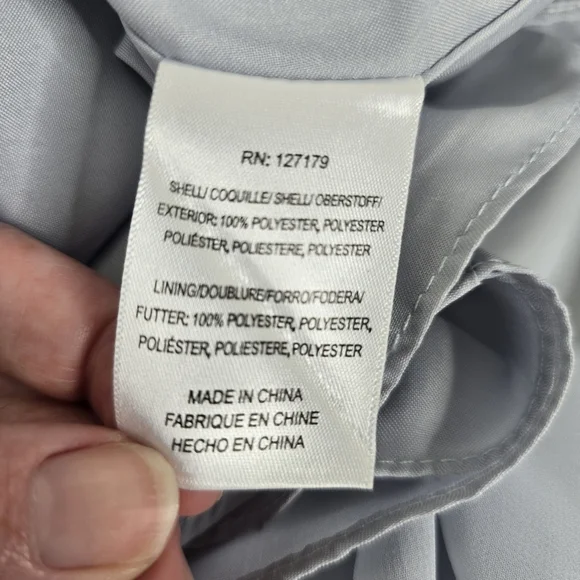 RN: 127179
SHELL/ COQUILLE/ SHELL/ OBERSTOFF/
EXTERIOR: 100% POLYESTER, POLYESTER
POLIÉSTER, POLIESTERE, POLYESTER
LINING/DOUBLURE/FORRO/FODERA/
FUTTER: 100% POLYESTER, POLYESTER,
POLIÉSTER, POLIESTERE, POLYESTER
MADE IN CHINA
FABRIQUE EN CHINE
HECHO EN CHINA